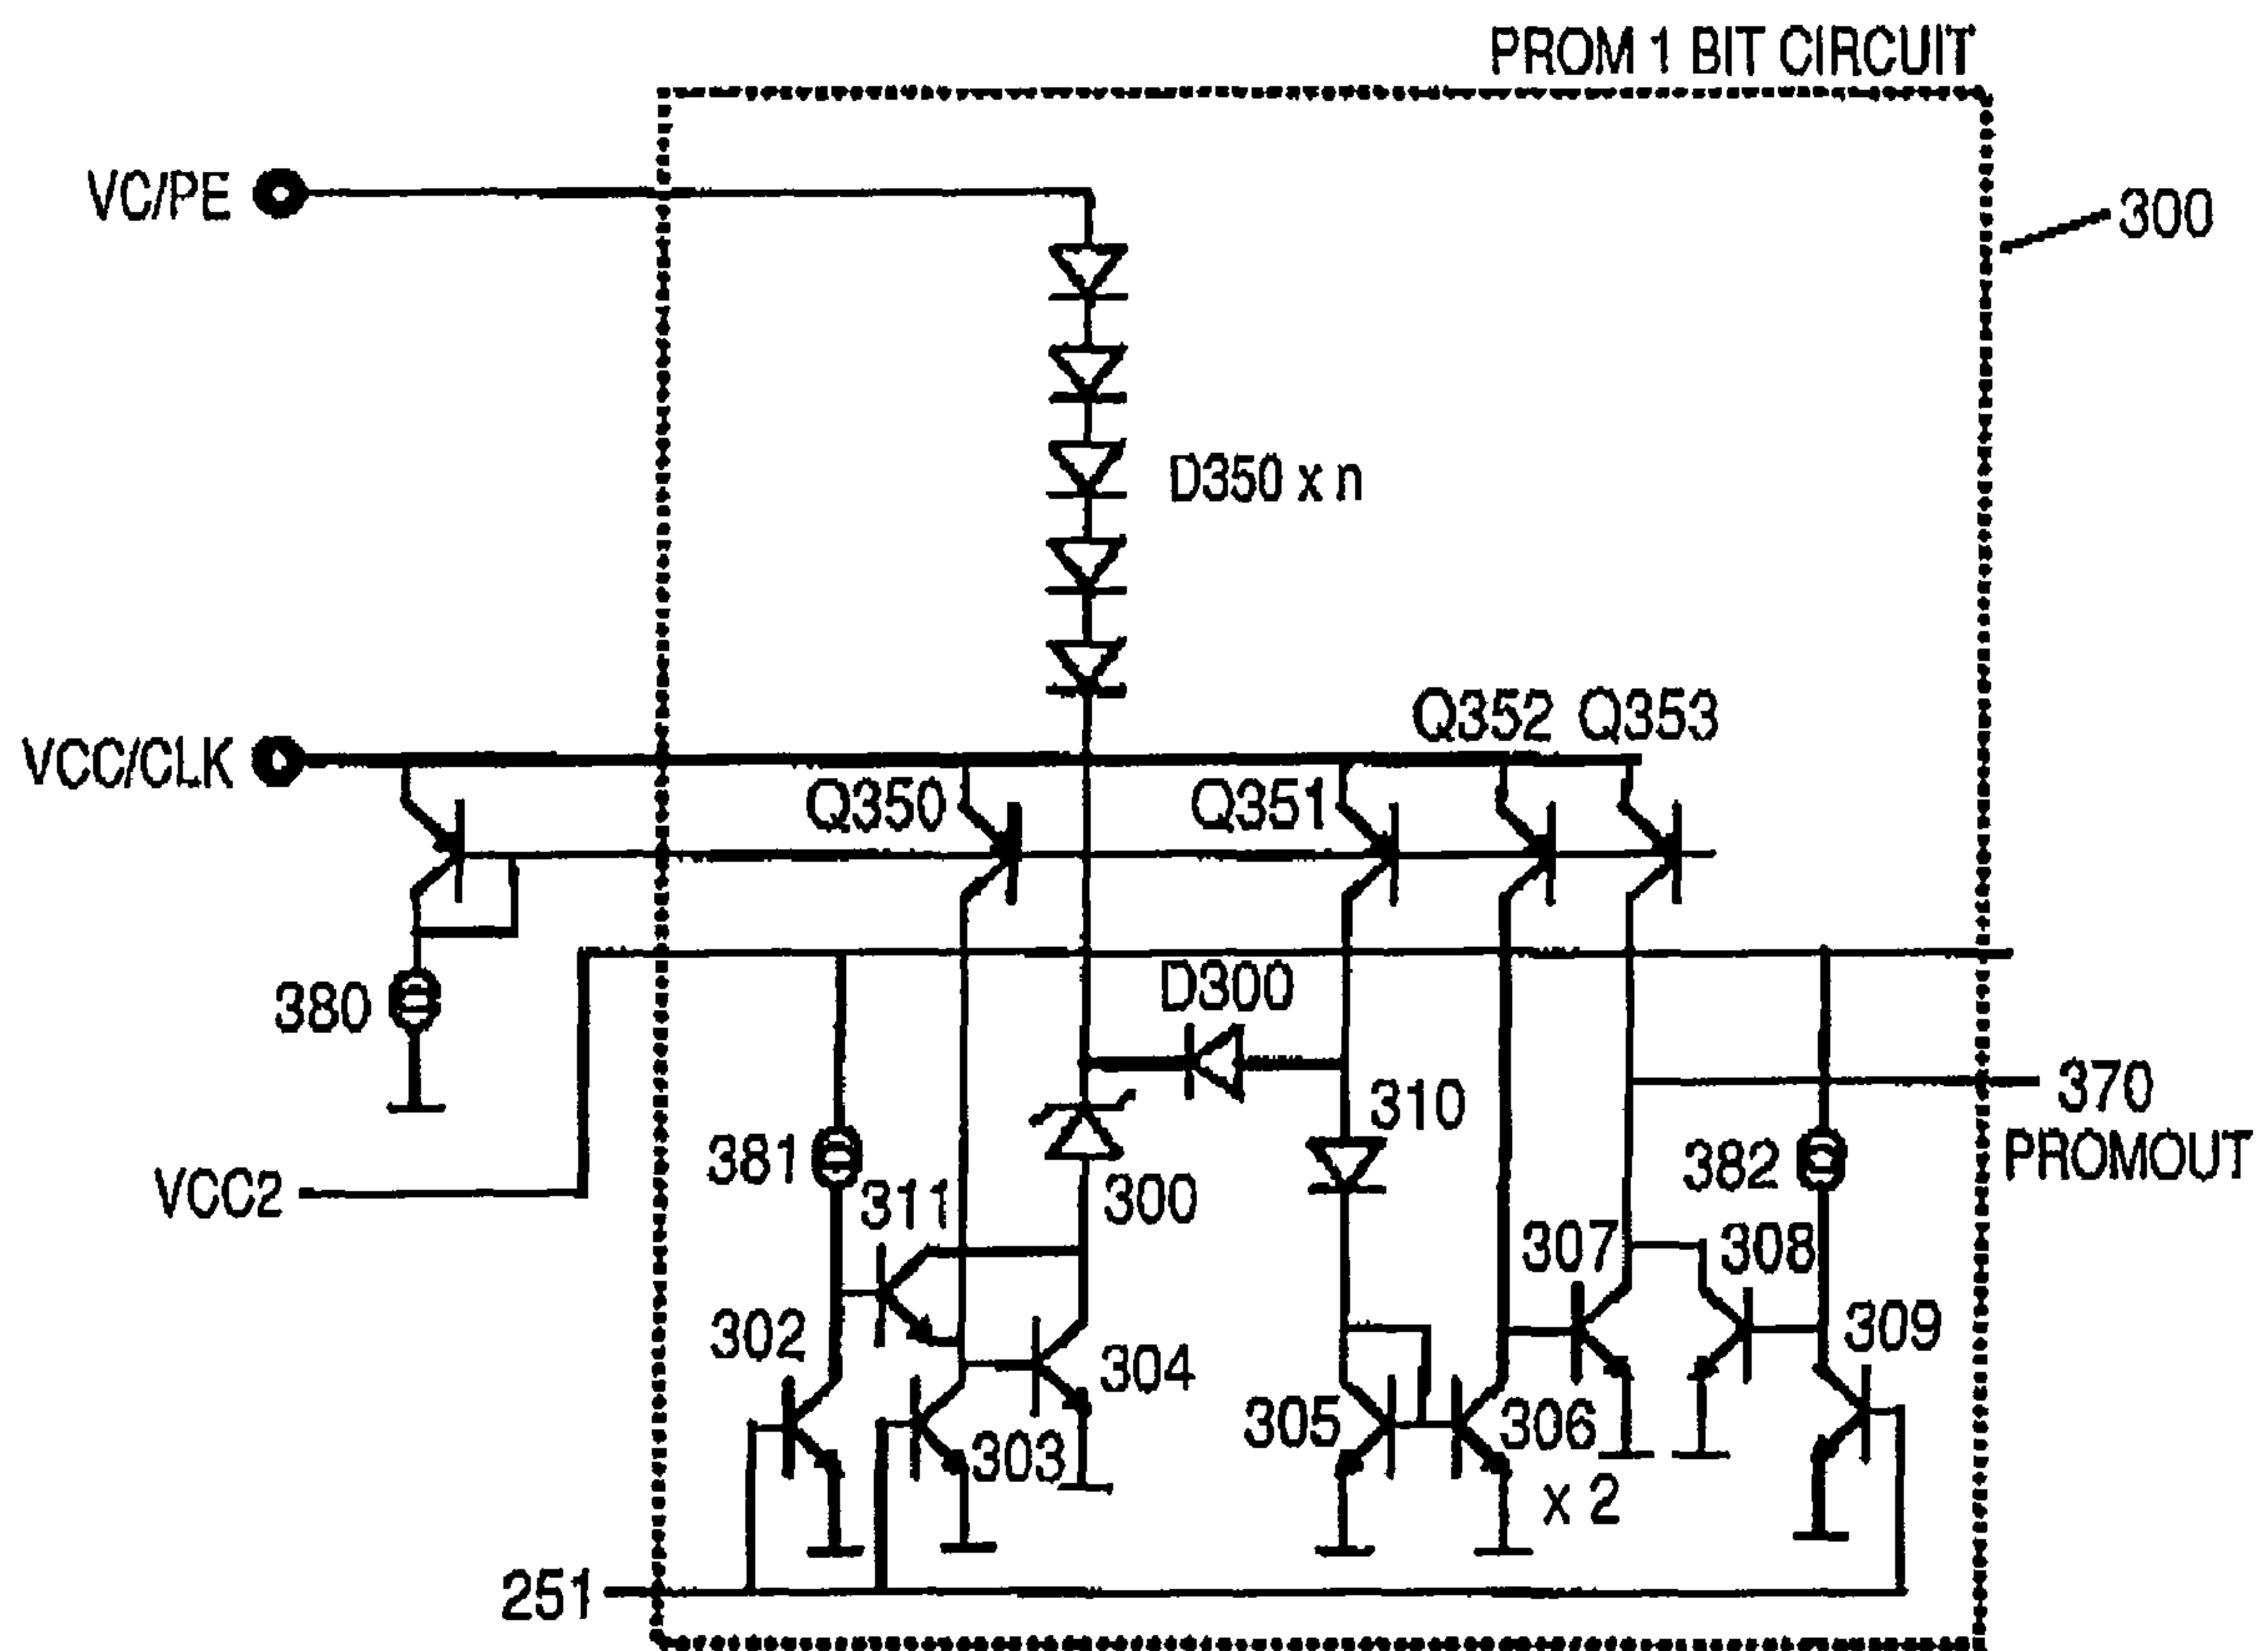 PROM 1 BIT CIRCUIT
VC/PE
300
D350 x n
Q352 Q353
VCC/CLK
Q350
Q351
D300
380
310
370
PROMOUT
381
382
VCC2
311
300
307
308
302
309
304
305
306
303
x 2
251